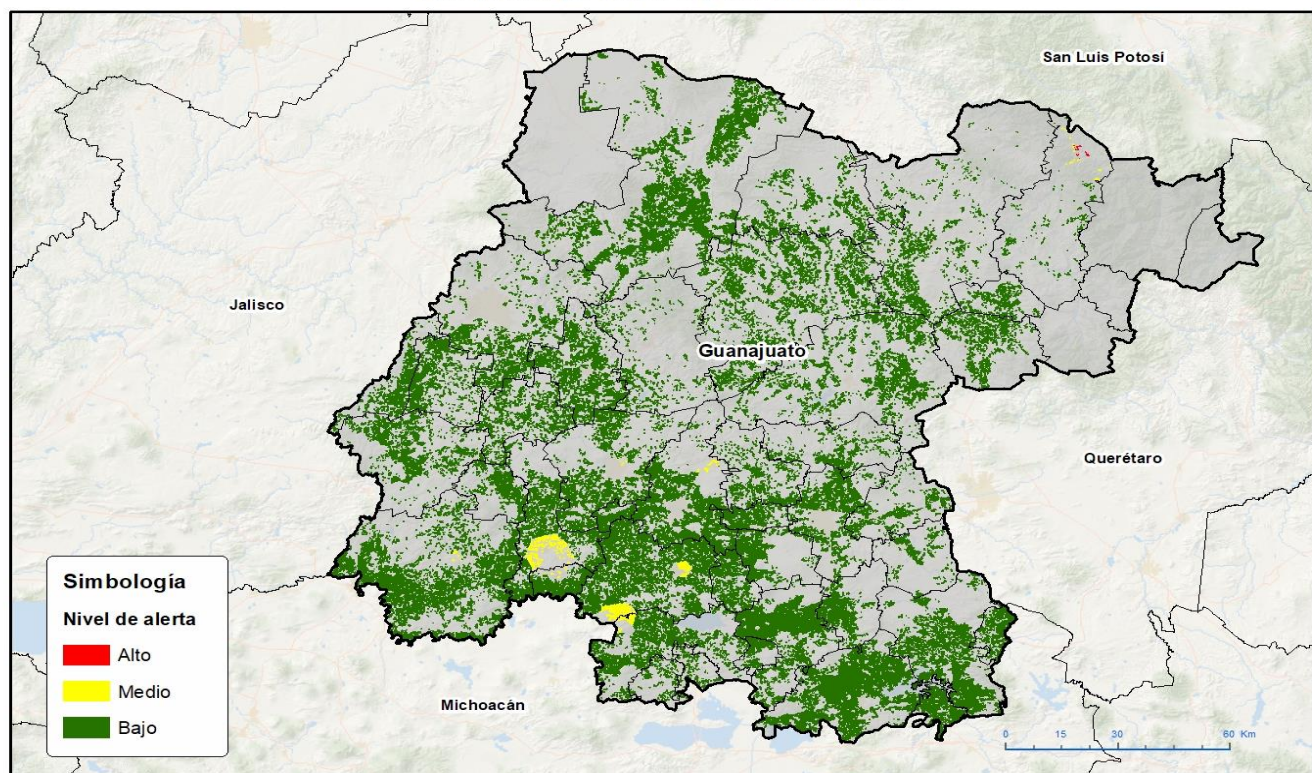 San Luis Potosí
Jalisco
Guanajuato
Querétaro
Michoacán
Simbología
Nivel de alerta
Alto
Medio
Bajo
0 15 30 60 Km